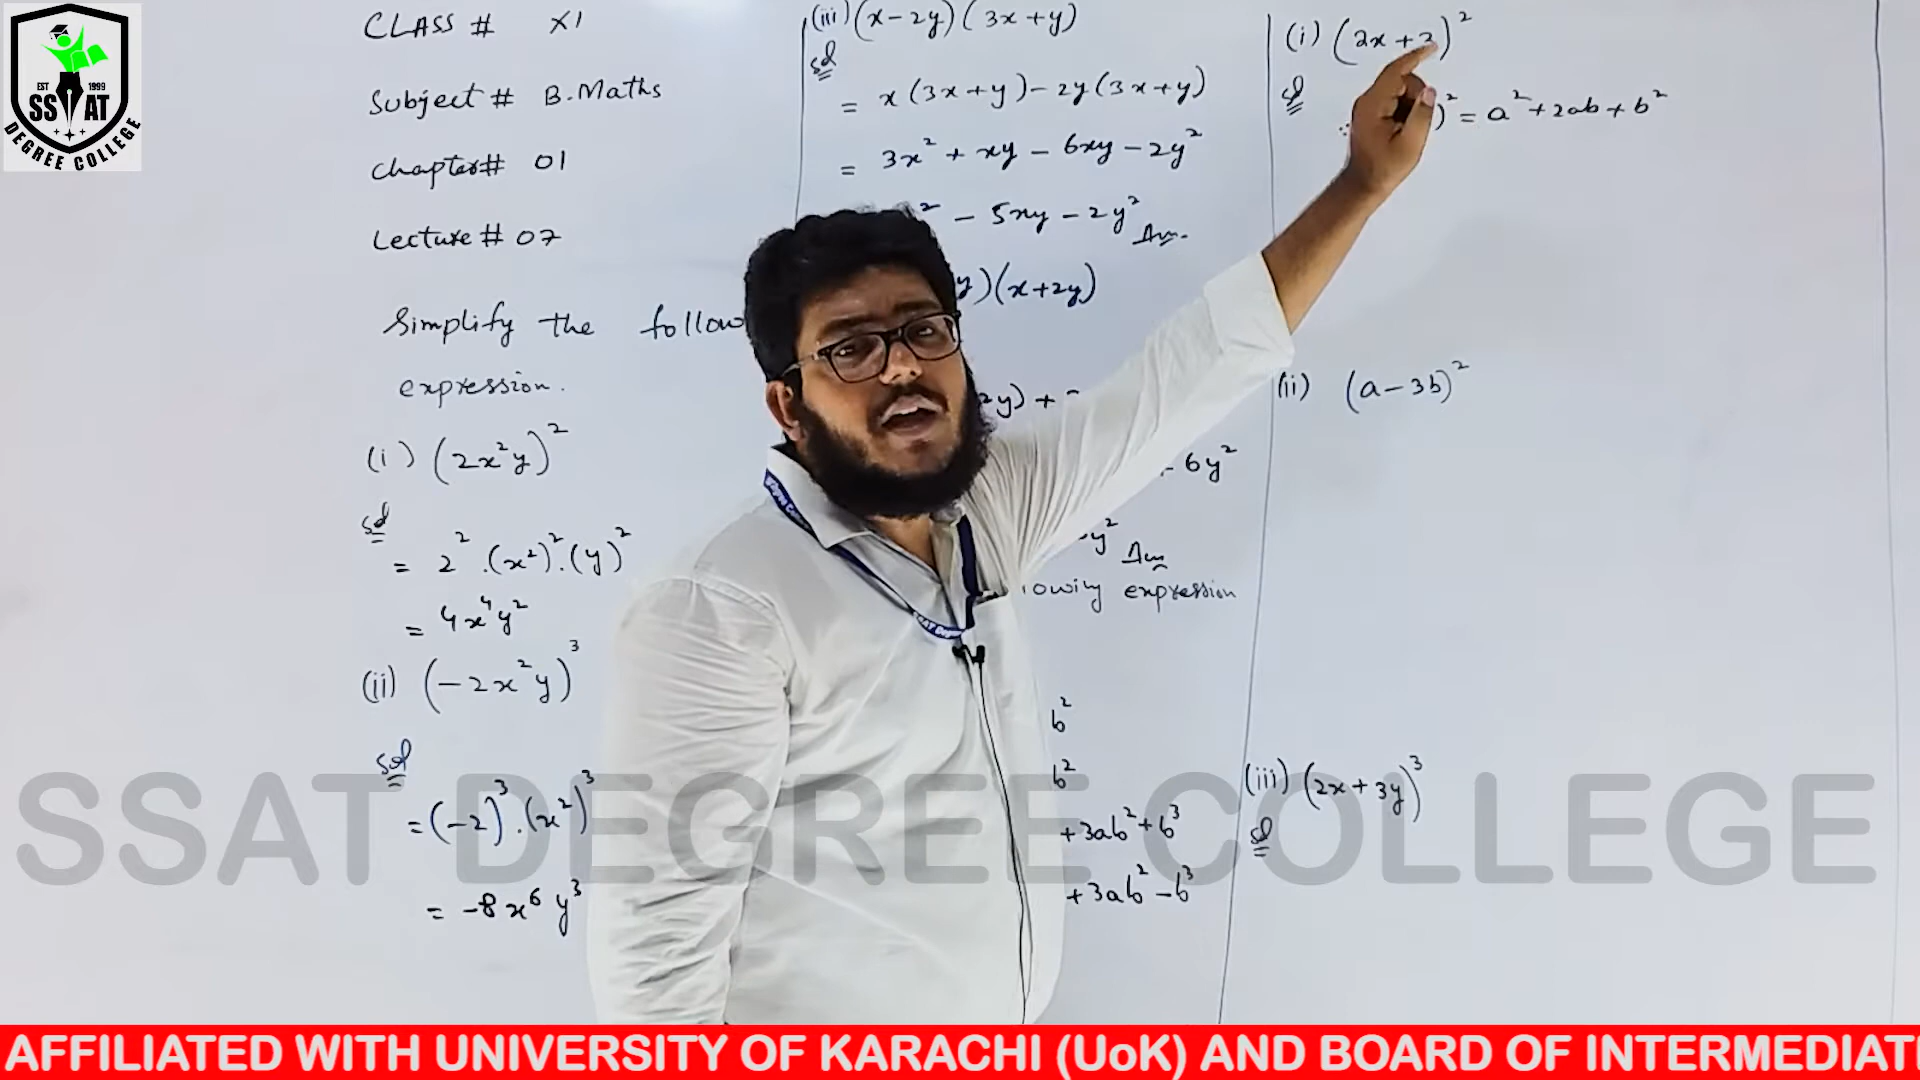 EST 1999
SSAT
DEGREE COLLEGE
CLASS # XI
Subject # B.Maths
Chapter# 01
Lecture # 07
Simplify the follow
expression.
(i) (2x²y)²
Sol
= 2² .(x²)².(y)²
= 4x⁴y²
(ii) (-2x²y)³
Sol
= (-2)³.(x²)³
= -8x⁶y³
(iii) (x-2y)(3x+y)
Sol
= x(3x+y)-2y(3x+y)
= 3x² + xy - 6xy - 2y²
² - 5xy - 2y² Ans.
y)(x+2y)
2y) +
- 6y²
y² Ans
owing expression
b²
b²
+3ab²+b³
+3ab²-b³
(i) (2x+3)²
Sol
∵ )² = a²+2ab+b²
(ii) (a-3b)²
(iii) (2x+3y)³
Sol
SSAT DEGREE COLLEGE
AFFILIATED WITH UNIVERSITY OF KARACHI (UoK) AND BOARD OF INTERMEDIAT